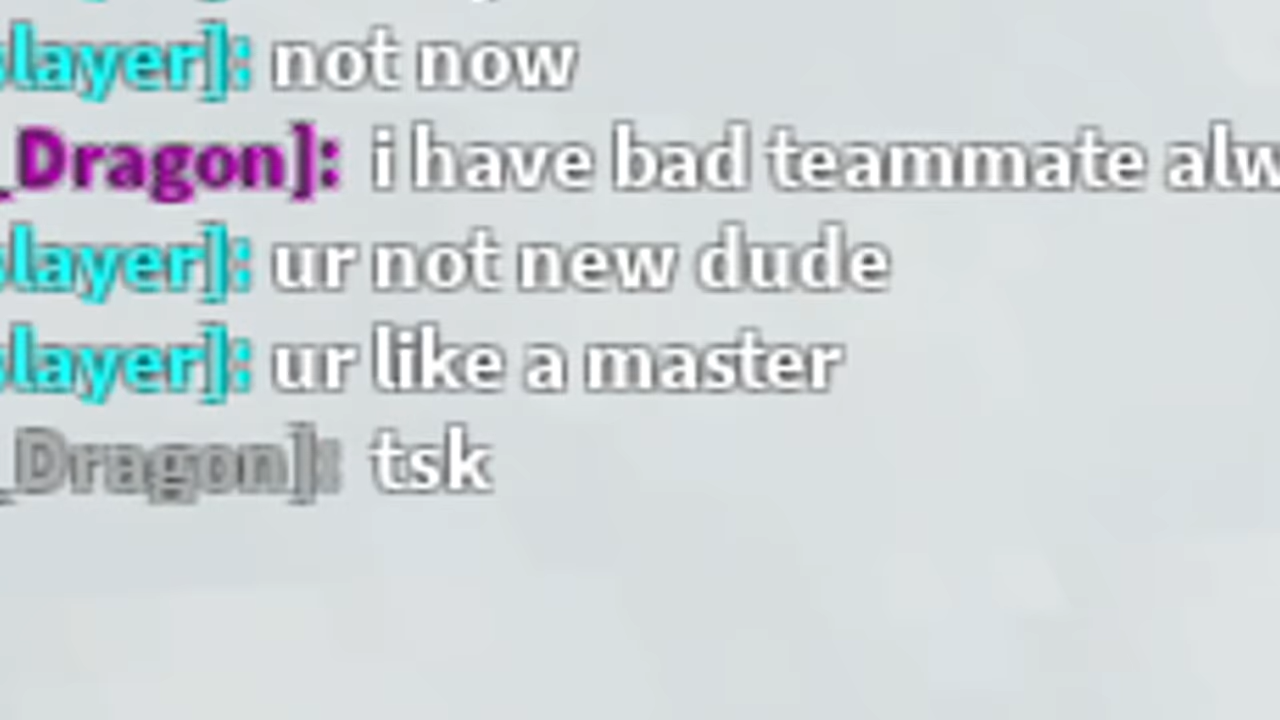 slayer]: not now
_Dragon]: i have bad teammate alw
slayer]: ur not new dude
slayer]: ur like a master
_Dragon]: tsk